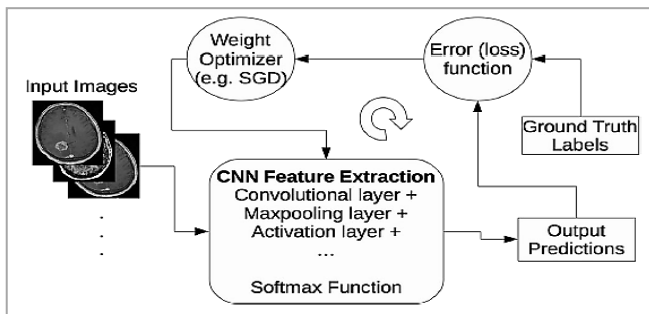 Weight
Optimizer
(e.g. SGD)
Error (loss)
function
Input Images
Ground Truth
Labels
CNN Feature Extraction
Convolutional layer +
Maxpooling layer +
Activation layer +
...
Softmax Function
Output
Predictions